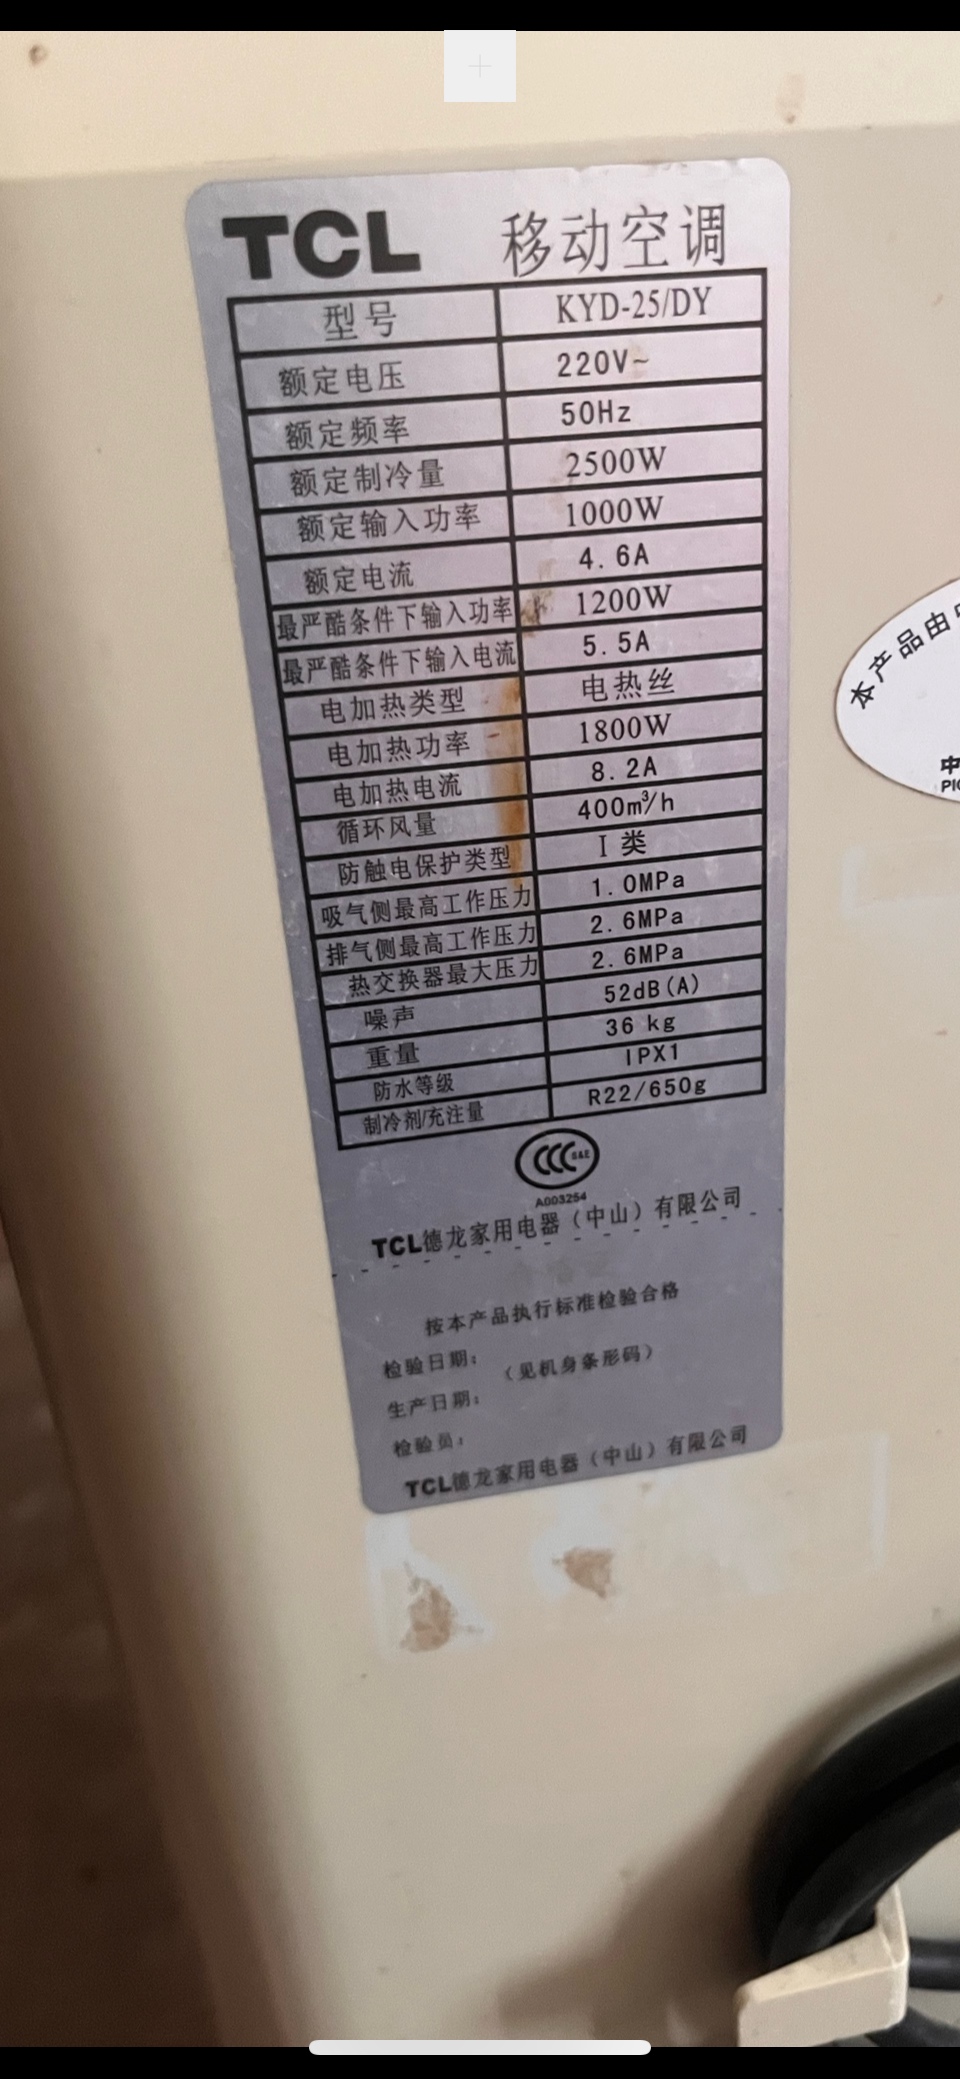 TCL 移动空调
型号 KYD-25/DY
额定电压 220V~
额定频率 50Hz
额定制冷量 2500W
额定输入功率 1000W
额定电流 4.6A
最严酷条件下输入功率 1200W
最严酷条件下输入电流 5.5A
电加热类型 电热丝
电加热功率 1800W
电加热电流 8.2A
循环风量 400m³/h
防触电保护类型 I类
吸气侧最高工作压力 1.0MPa
排气侧最高工作压力 2.6MPa
热交换器最大压力 2.6MPa
噪声 52dB(A)
重量 36 kg
防水等级 IPX1
制冷剂/充注量 R22/650g
CCC S&E
A003254
TCL德龙家用电器（中山）有限公司
按本产品执行标准检验合格
检验日期:
（见机身条形码）
生产日期:
检验员:
TCL德龙家用电器（中山）有限公司
本产品由中
中
PIC